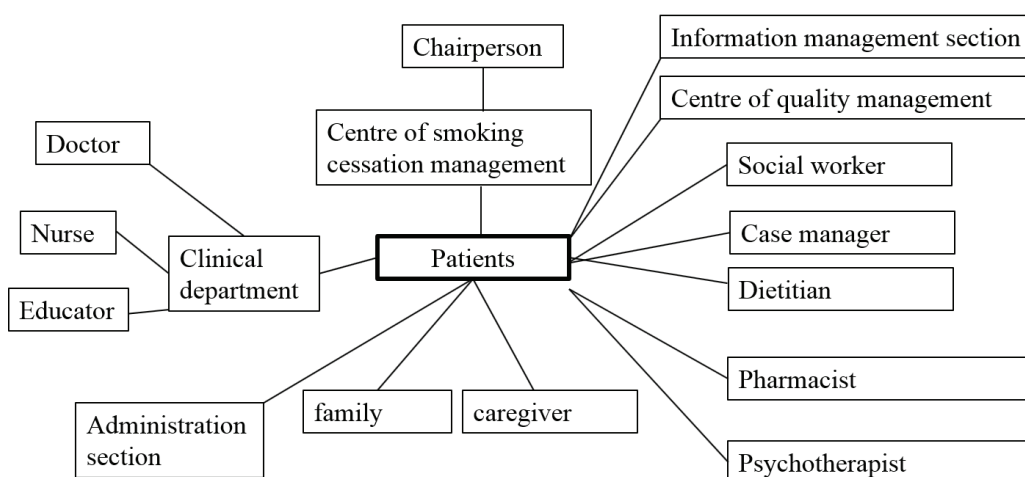 Chairperson
Information management section
Centre of quality management
Centre of smoking
cessation management
Doctor
Social worker
Nurse
Clinical
department
Patients
Case manager
Dietitian
Educator
Administration
section
family
caregiver
Pharmacist
Psychotherapist